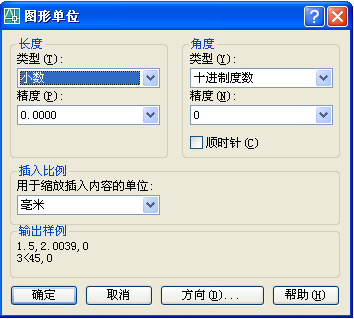 图形单位
长度
类型(T):
小数
精度(P):
0.0000
角度
类型(Y):
十进制度数
精度(N):
0
顺时针(C)
插入比例
用于缩放插入内容的单位:
毫米
输出样例
1.5,2.0039,0
3<45,0
确定 取消 方向(D)... 帮助(H)